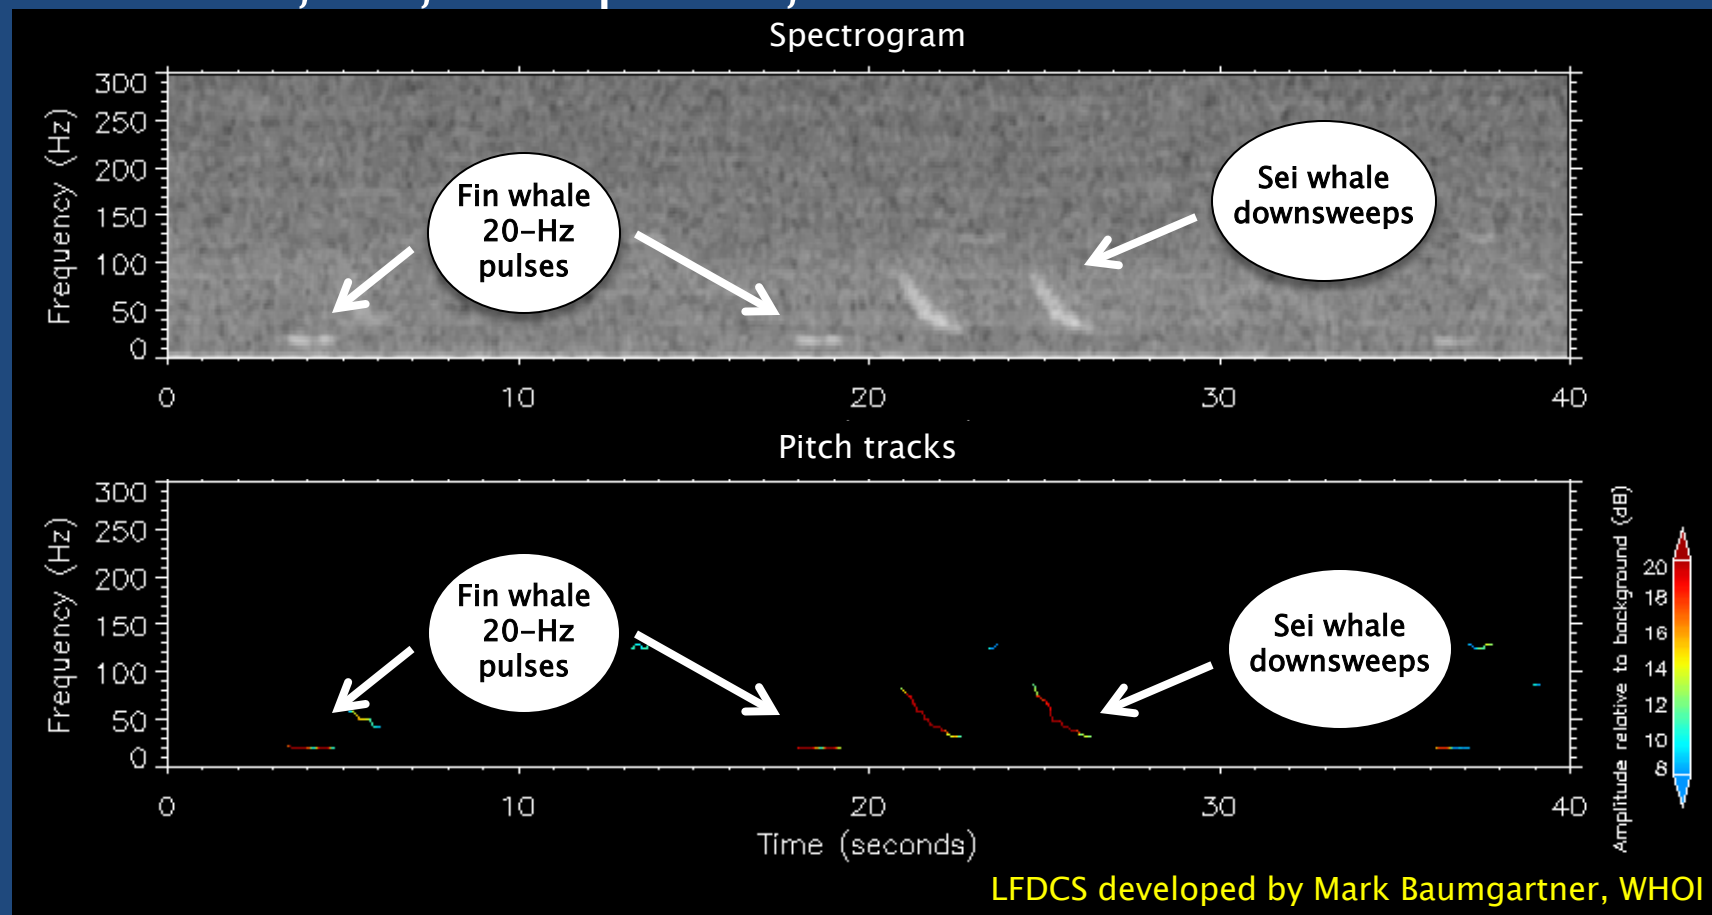 Spectrogram
Frequency (Hz)
300
250
200
150
100
50
0
Fin whale
20-Hz
pulses
Sei whale
downsweeps
0 10 20 30 40
Pitch tracks
Frequency (Hz)
300
250
200
150
100
50
0
Fin whale
20-Hz
pulses
Sei whale
downsweeps
0 10 20 30 40
Time (seconds)
Amplitude relative to background (dB)
20
18
16
14
12
10
8
LFDCS developed by Mark Baumgartner, WHOI